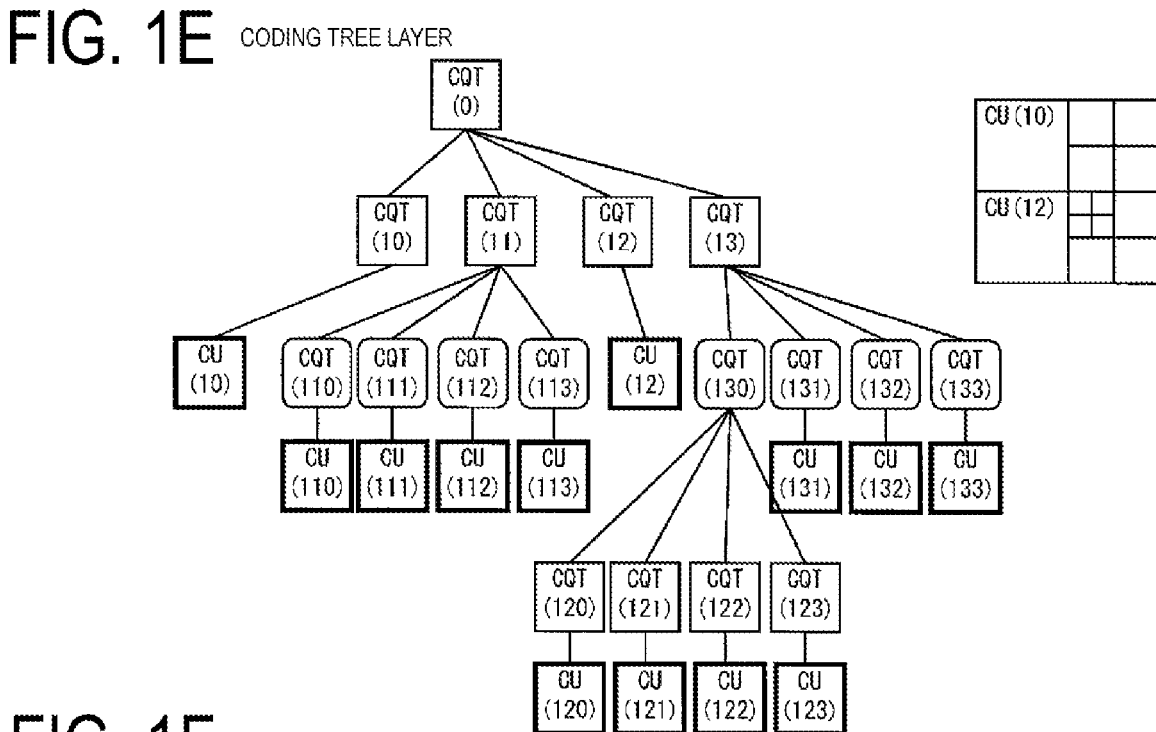 FIG. 1E CODING TREE LAYER
CQT
(0)
CU (10)
CU (12)
CQT
(10)
CQT
(11)
CQT
(12)
CQT
(13)
CU
(10)
CQT
(110)
CQT
(111)
CQT
(112)
CQT
(113)
CU
(12)
CQT
(130)
CQT
(131)
CQT
(132)
CQT
(133)
CU
(110)
CU
(111)
CU
(112)
CU
(113)
CU
(131)
CU
(132)
CU
(133)
CQT
(120)
CQT
(121)
CQT
(122)
CQT
(123)
CU
(120)
CU
(121)
CU
(122)
CU
(123)